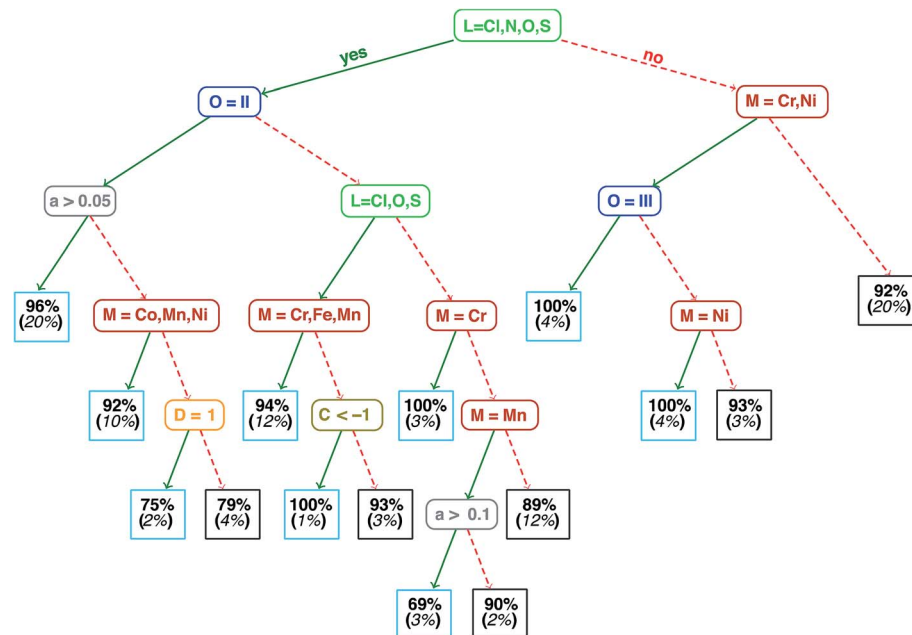 L=Cl,N,O,S
yes
no
O = II
M = Cr,Ni
a > 0.05
L=Cl,O,S
O = III
96%
(20%)
M = Co,Mn,Ni
M = Cr,Fe,Mn
M = Cr
100%
(4%)
M = Ni
92%
(20%)
92%
(10%)
D = 1
94%
(12%)
C < −1
100%
(3%)
M = Mn
100%
(4%)
93%
(3%)
75%
(2%)
79%
(4%)
100%
(1%)
93%
(3%)
a > 0.1
89%
(12%)
69%
(3%)
90%
(2%)